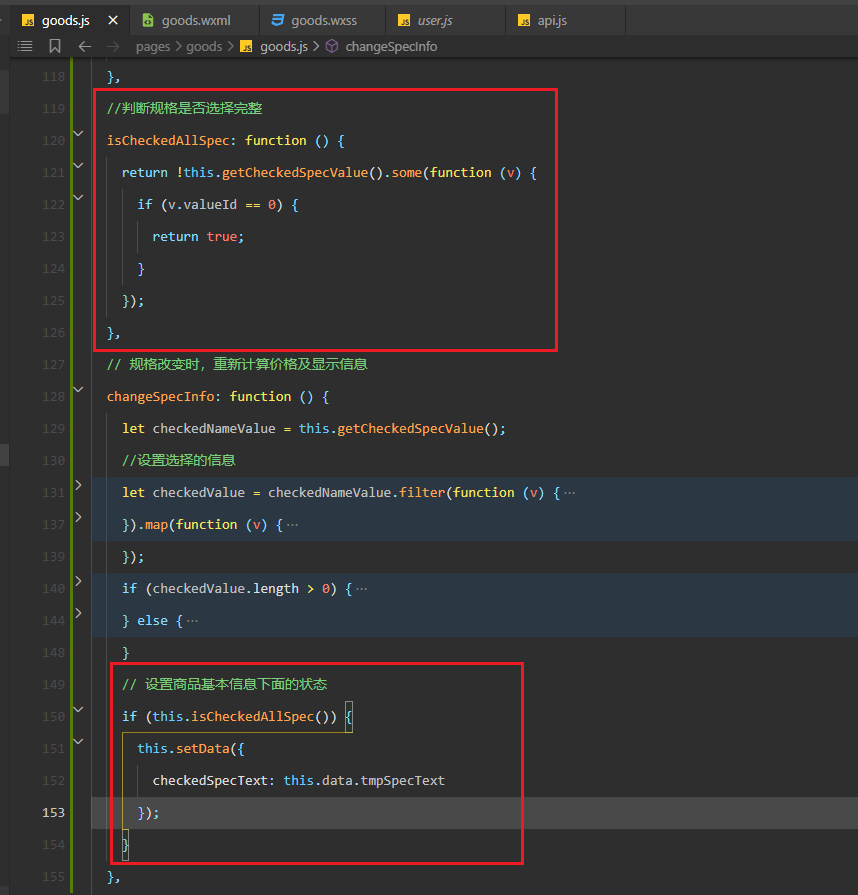 goods.js
goods.wxml
goods.wxss
user.js
api.js
pages > goods > goods.js > changeSpecInfo
118 },
119 //判断规格是否选择完整
120 isCheckedAllSpec: function () {
121 return !this.getCheckedSpecValue().some(function (v) {
122 if (v.valueId == 0) {
123 return true;
124 }
125 });
126 },
127 // 规格改变时，重新计算价格及显示信息
128 changeSpecInfo: function () {
129 let checkedNameValue = this.getCheckedSpecValue();
130 //设置选择的信息
131 let checkedValue = checkedNameValue.filter(function (v) { ···
137 }).map(function (v) { ···
139 });
140 if (checkedValue.length > 0) { ···
144 } else { ···
148 }
149 // 设置商品基本信息下面的状态
150 if (this.isCheckedAllSpec()) {
151 this.setData({
152 checkedSpecText: this.data.tmpSpecText
153 });
154 }
155 },